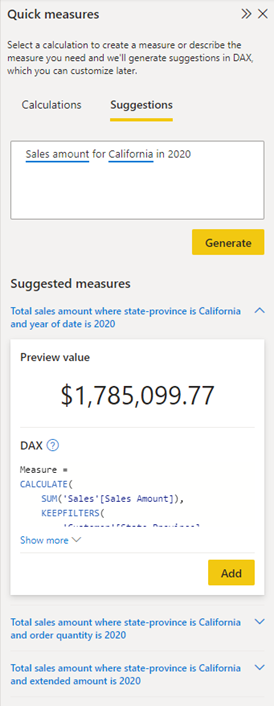 Quick measures
Select a calculation to create a measure or describe the
measure you need and we'll generate suggestions in DAX,
which you can customize later.
Calculations Suggestions
Sales amount for California in 2020
Generate
Suggested measures
Total sales amount where state-province is California
and year of date is 2020
Preview value
$1,785,099.77
DAX
Measure =
CALCULATE(
SUM('Sales'[Sales Amount]),
KEEPFILTERS(
'Customer'[State-Province]
Show more
Add
Total sales amount where state-province is California
and order quantity is 2020
Total sales amount where state-province is California
and extended amount is 2020